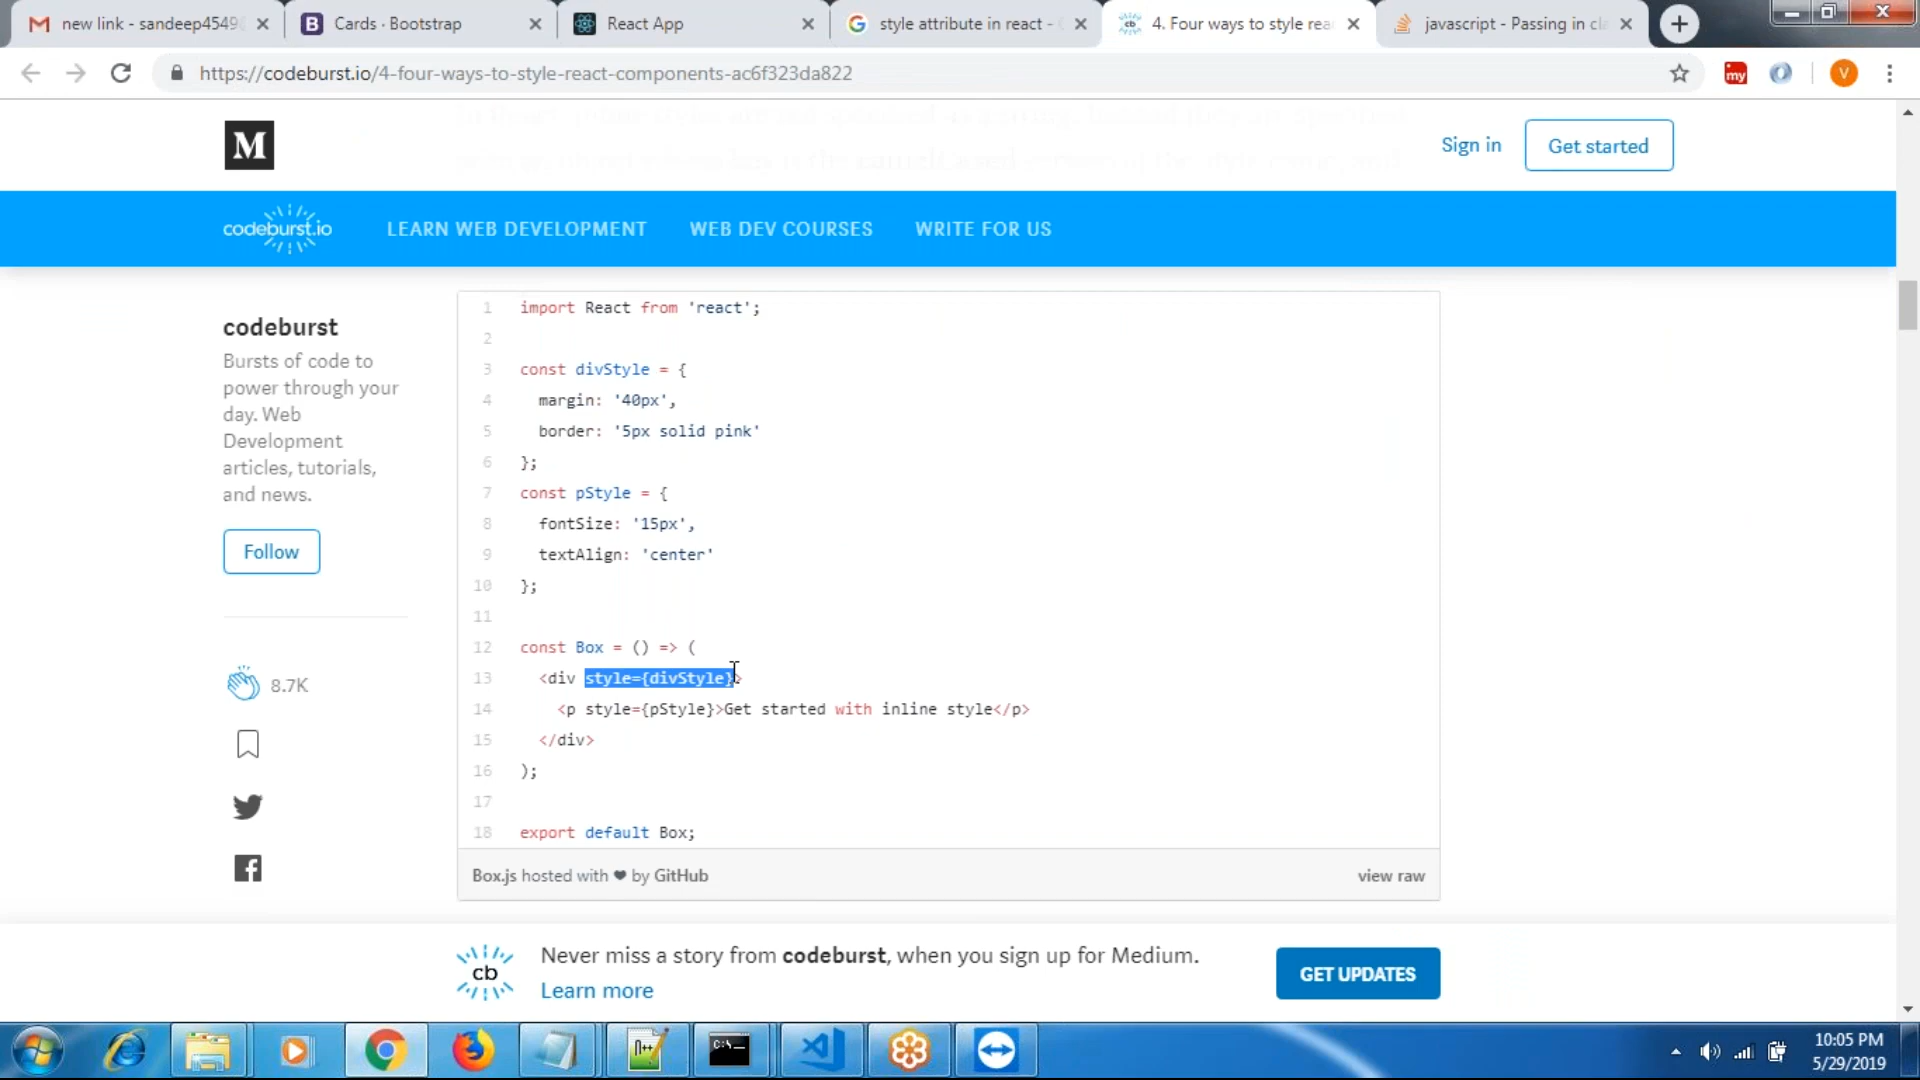 new link - sandeep4549
Cards · Bootstrap
React App
style attribute in react -
4. Four ways to style rea
javascript - Passing in cl
https://codeburst.io/4-four-ways-to-style-react-components-ac6f323da822
my
V
M
Sign in
Get started
codeburst.io
LEARN WEB DEVELOPMENT
WEB DEV COURSES
WRITE FOR US
codeburst
Bursts of code to
power through your
day. Web
Development
articles, tutorials,
and news.
Follow
8.7K
1 import React from 'react';
2
3 const divStyle = {
4 margin: '40px',
5 border: '5px solid pink'
6 };
7 const pStyle = {
8 fontSize: '15px',
9 textAlign: 'center'
10 };
11
12 const Box = () => (
13 <div style={divStyle}>
14 <p style={pStyle}>Get started with inline style</p>
15 </div>
16 );
17
18 export default Box;
Box.js hosted with ❤ by GitHub
view raw
cb
Never miss a story from codeburst, when you sign up for Medium.
Learn more
GET UPDATES
10:05 PM
5/29/2019